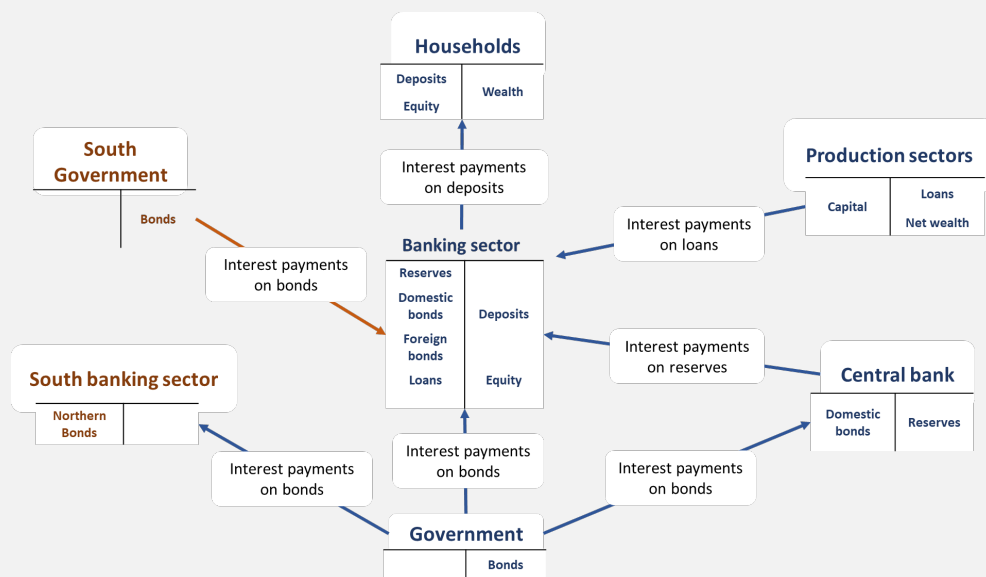 Households
Deposits
Equity
Wealth
Interest payments
on deposits
South
Government
Bonds
Interest payments
on bonds
Production sectors
Capital
Loans
Net wealth
Interest payments
on loans
Banking sector
Reserves
Domestic
bonds
Foreign
bonds
Loans
Deposits
Equity
Interest payments
on reserves
South banking sector
Northern
Bonds
Central bank
Domestic
bonds
Reserves
Interest payments
on bonds
Interest payments
on bonds
Interest payments
on bonds
Government
Bonds